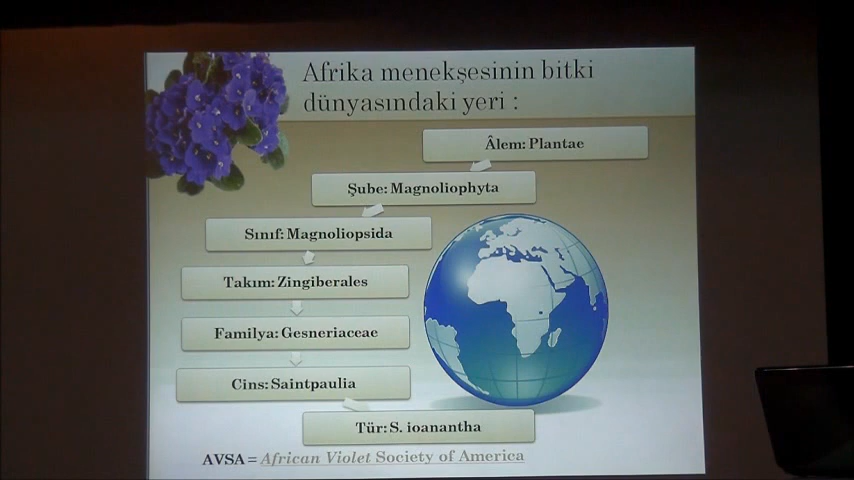 Afrika menekşesinin bitki
dünyasındaki yeri :
Âlem: Plantae
Şube: Magnoliophyta
Sınıf: Magnoliopsida
Takım: Zingiberales
Familya: Gesneriaceae
Cins: Saintpaulia
Tür: S. ioanantha
AVSA = African Violet Society of America